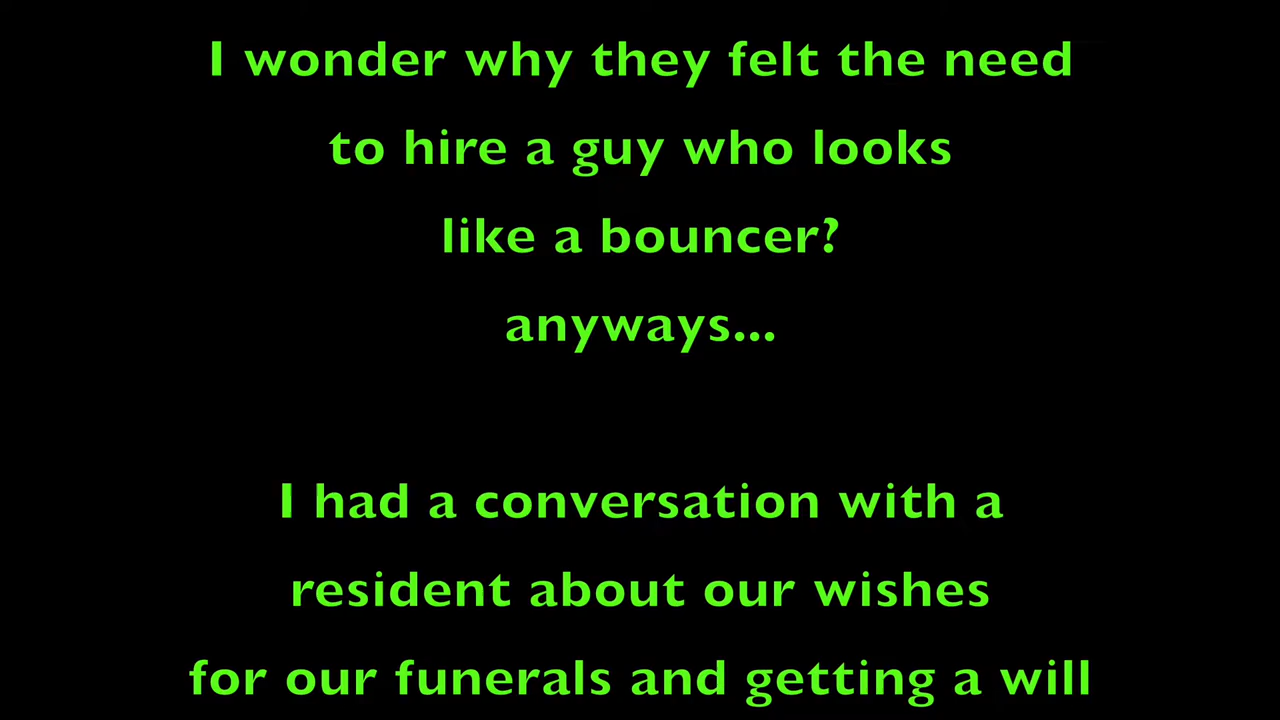 I wonder why they felt the need
to hire a guy who looks
like a bouncer?
anyways...
I had a conversation with a
resident about our wishes
for our funerals and getting a will